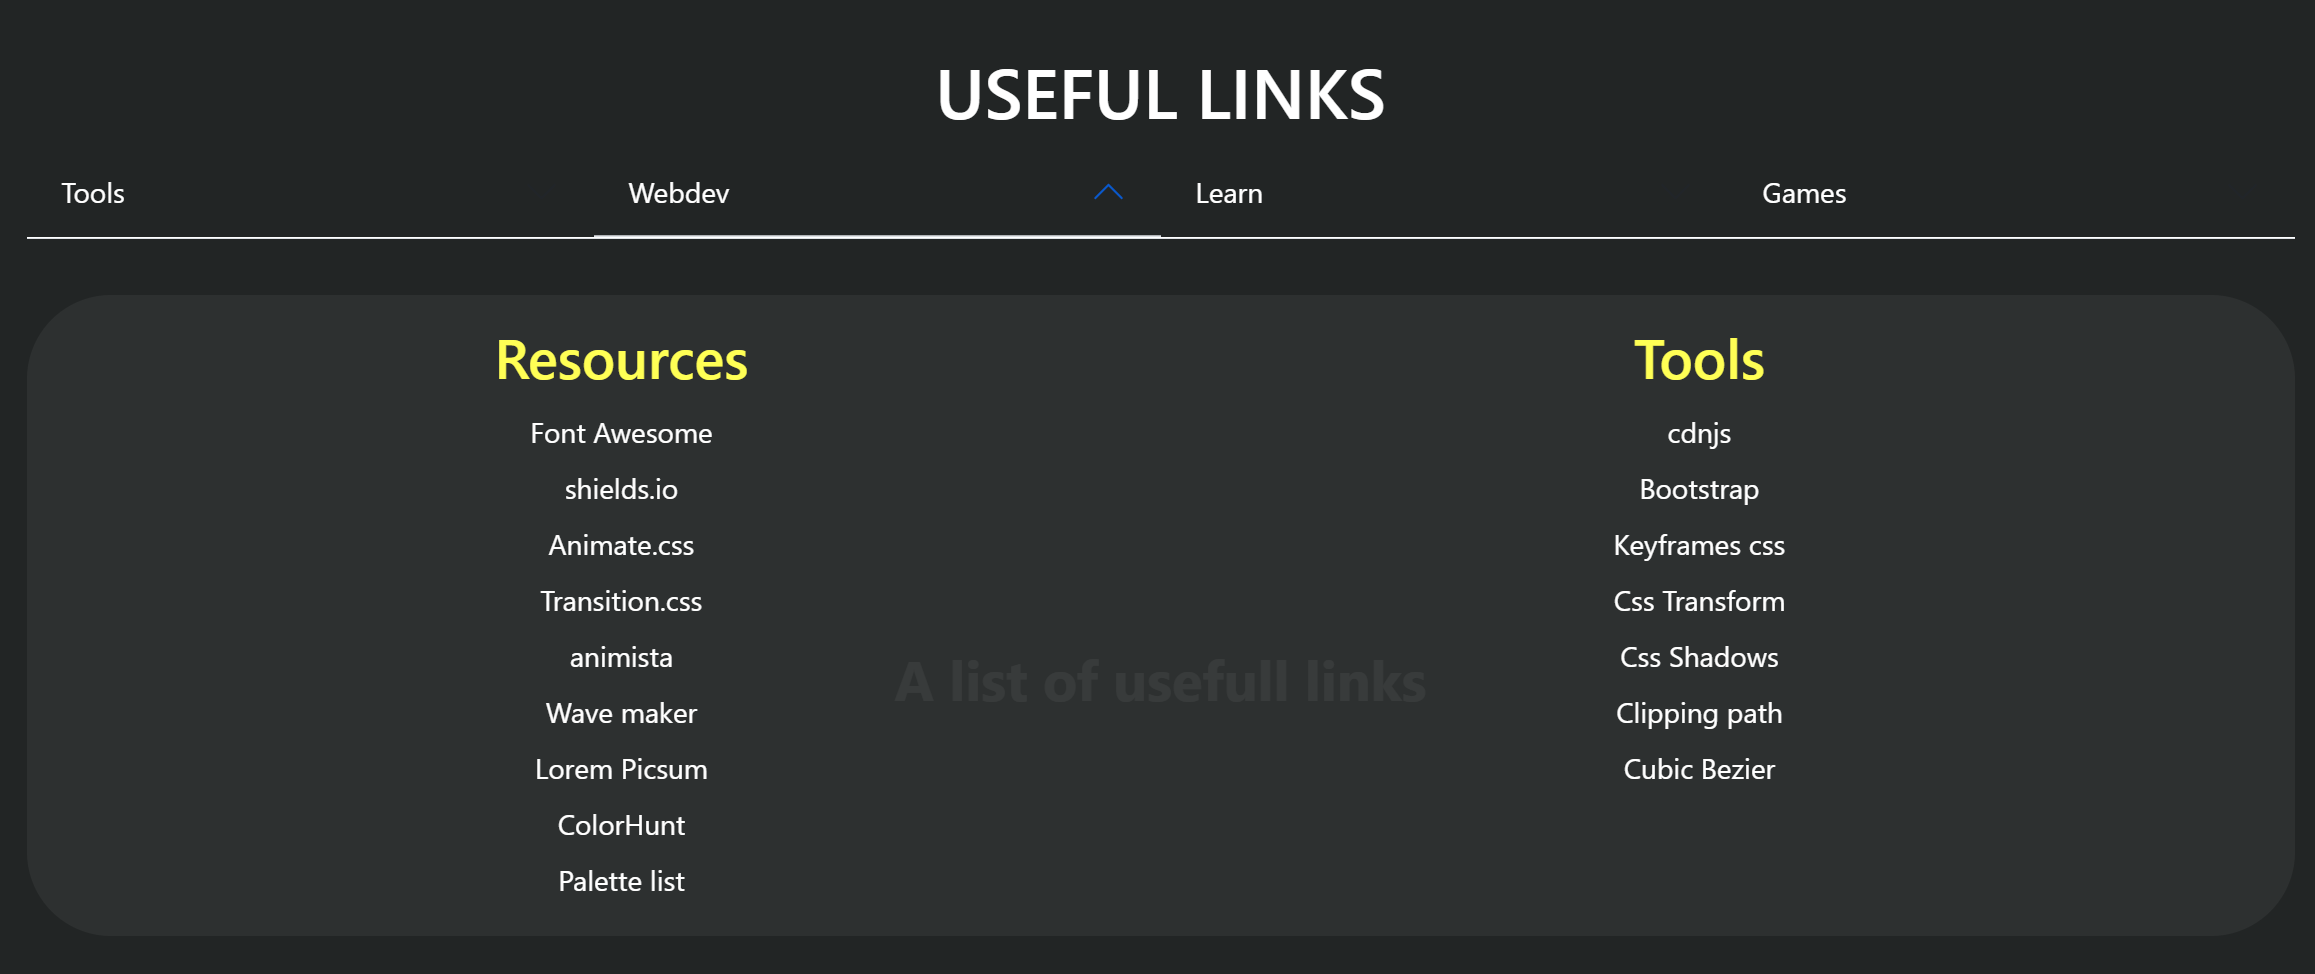 USEFUL LINKS
Tools
Webdev
Learn
Games
Resources
Font Awesome
shields.io
Animate.css
Transition.css
animista
Wave maker
Lorem Picsum
ColorHunt
Palette list
A list of usefull links
Tools
cdnjs
Bootstrap
Keyframes css
Css Transform
Css Shadows
Clipping path
Cubic Bezier